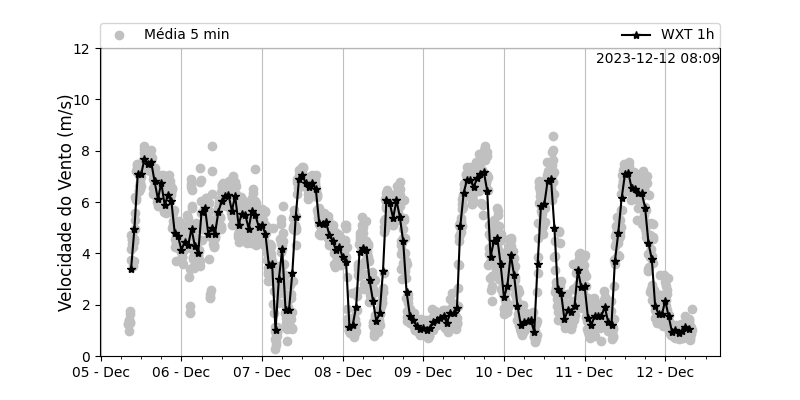 Média 5 min
WXT 1h
2023-12-12 08:09
Velocidade do Vento (m/s)
12
10
8
6
4
2
0
05 - Dec
06 - Dec
07 - Dec
08 - Dec
09 - Dec
10 - Dec
11 - Dec
12 - Dec